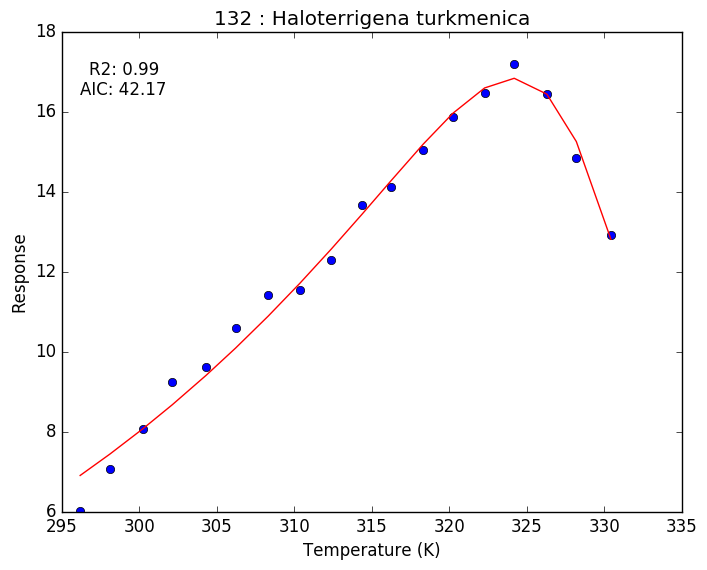 132 : Haloterrigena turkmenica
R2: 0.99
AIC: 42.17
Response
18
16
14
12
10
8
6
295 300 305 310 315 320 325 330 335
Temperature (K)